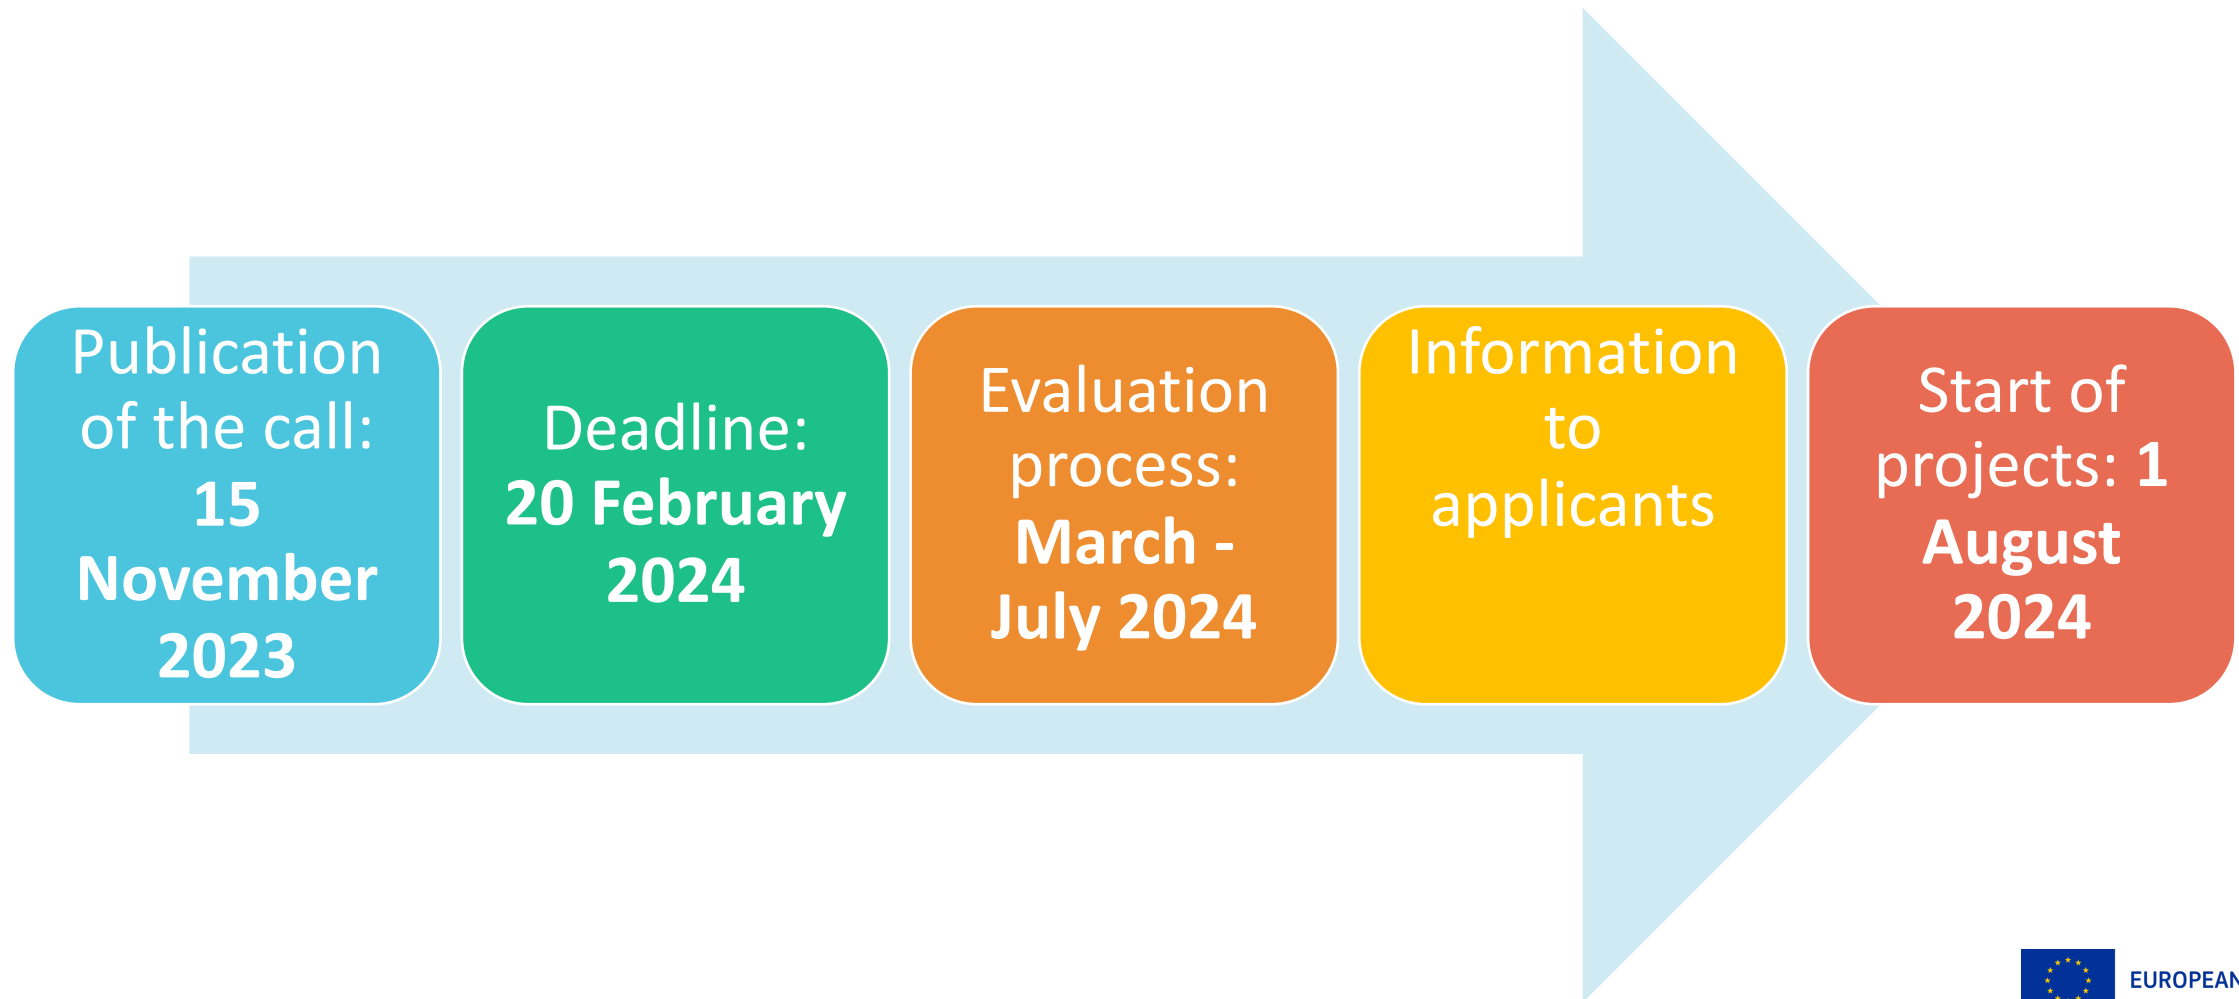 Publication
of the call:
15
November
2023
Deadline:
20 February
2024
Evaluation
process:
March -
July 2024
Information
to
applicants
Start of
projects: 1
August
2024
EUROPEAN